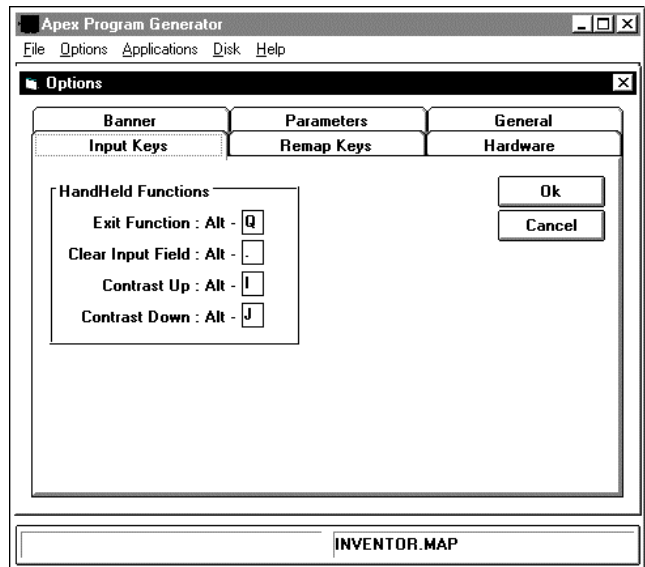 Apex Program Generator
File Options Applications Disk Help
Options
Banner Parameters General
Input Keys Remap Keys Hardware
HandHeld Functions
Ok
Exit Function : Alt - Q
Cancel
Clear Input Field : Alt - .
Contrast Up : Alt - I
Contrast Down : Alt - J
INVENTOR.MAP